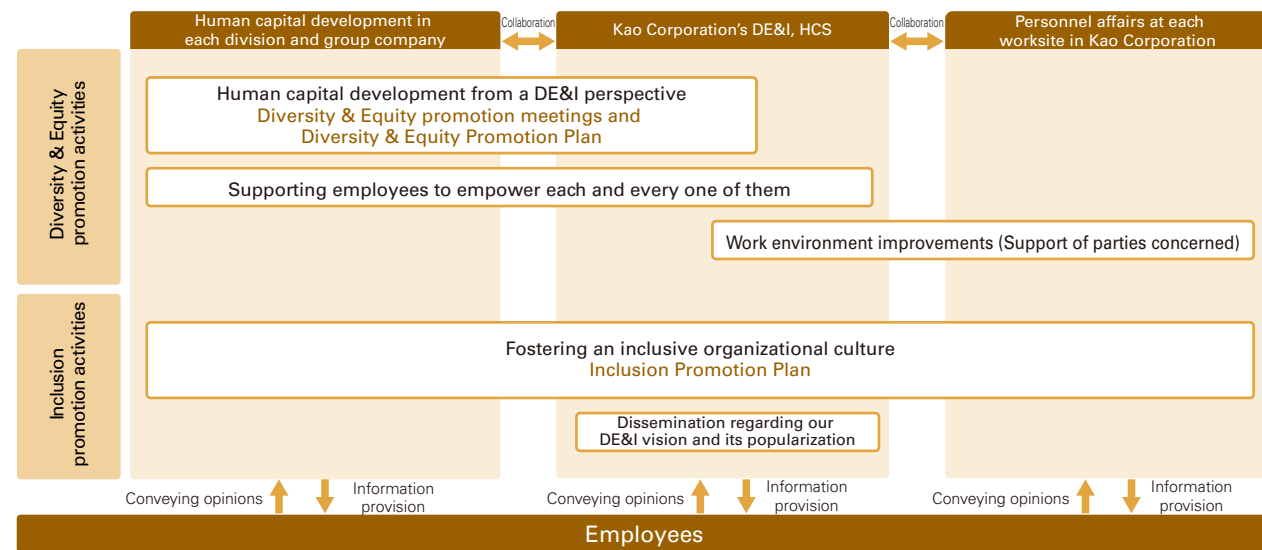 Human capital development in
each division and group company
Collaboration
Kao Corporation's DE&I, HCS
Collaboration
Personnel affairs at each
worksite in Kao Corporation
Diversity & Equity
promotion activities
Human capital development from a DE&I perspective
Diversity & Equity promotion meetings and
Diversity & Equity Promotion Plan
Supporting employees to empower each and every one of them
Work environment improvements (Support of parties concerned)
Inclusion
promotion activities
Fostering an inclusive organizational culture
Inclusion Promotion Plan
Dissemination regarding our
DE&I vision and its popularization
Conveying opinions
Information
provision
Conveying opinions
Information
provision
Conveying opinions
Information
provision
Employees